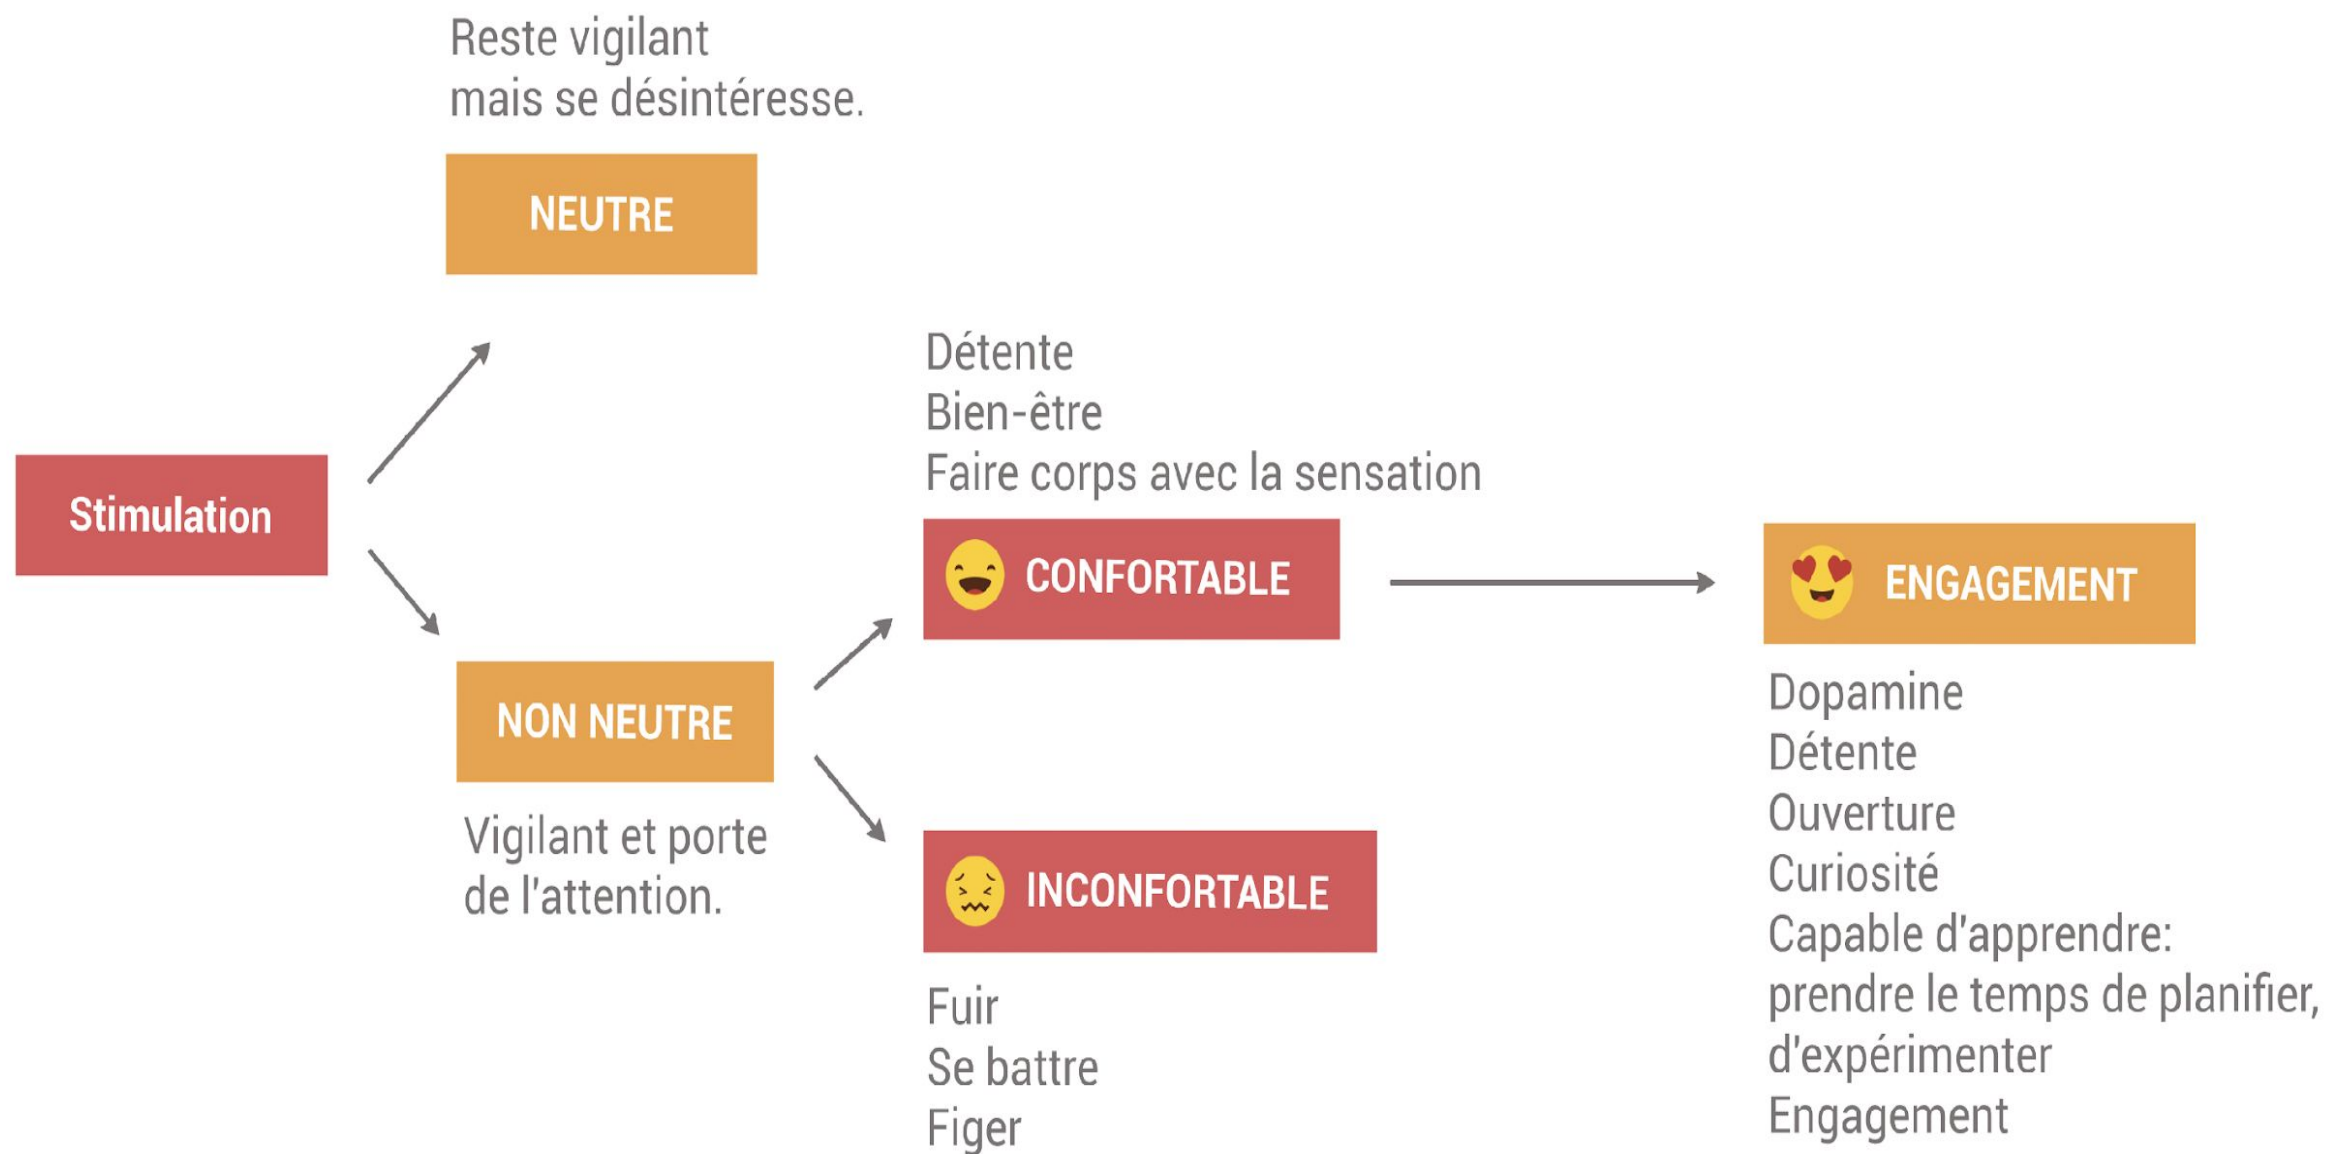 Reste vigilant
mais se désintéresse.
NEUTRE
Stimulation
NON NEUTRE
Vigilant et porte
de l'attention.
Détente
Bien-être
Faire corps avec la sensation
CONFORTABLE
INCONFORTABLE
Fuir
Se battre
Figer
ENGAGEMENT
Dopamine
Détente
Ouverture
Curiosité
Capable d'apprendre:
prendre le temps de planifier,
d'expérimenter
Engagement